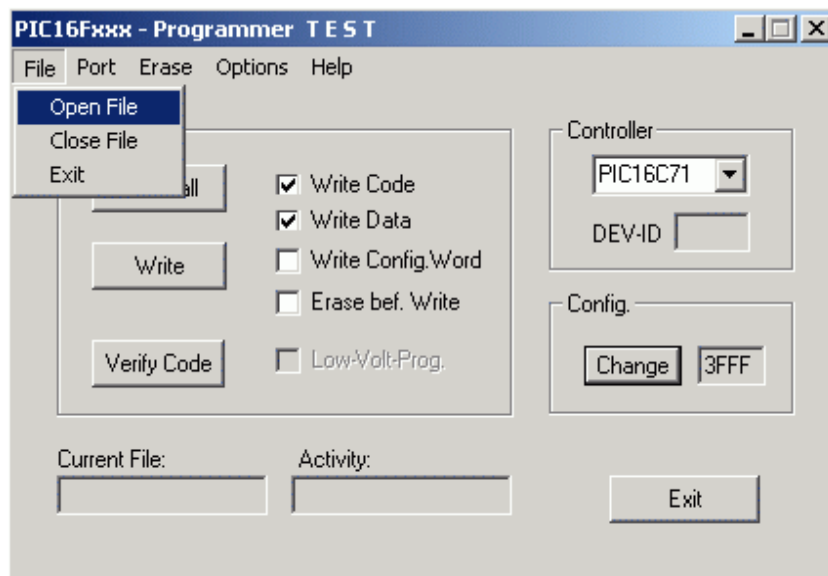 PIC16Fxxx - Programmer T E S T
File Port Erase Options Help
Open File
Close File
Exit
all
Write
Verify Code
Write Code
Write Data
Write Config.Word
Erase bef. Write
Low-Volt-Prog.
Controller
PIC16C71
DEV-ID
Config.
Change 3FFF
Current File:
Activity:
Exit